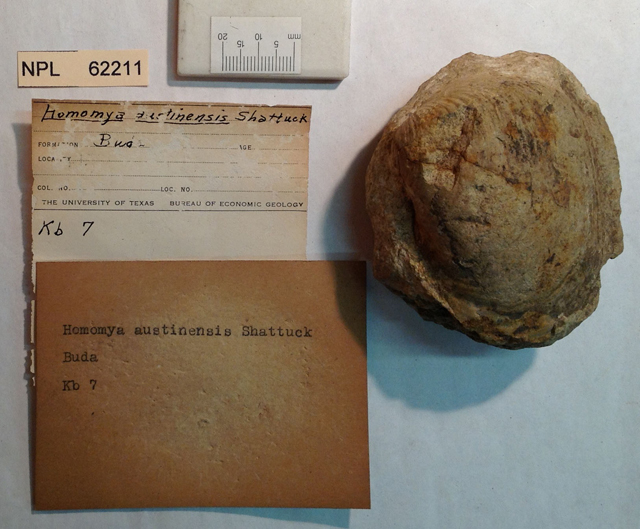 20 15 10 5 mm
NPL 62211
Homomya austinensis Shattuck
FORMATION Buda AGE
LOCALITY
COL. NO. LOC. NO.
THE UNIVERSITY OF TEXAS BUREAU OF ECONOMIC GEOLOGY
Kb 7
Homomya austinensis Shattuck
Buda
Kb 7